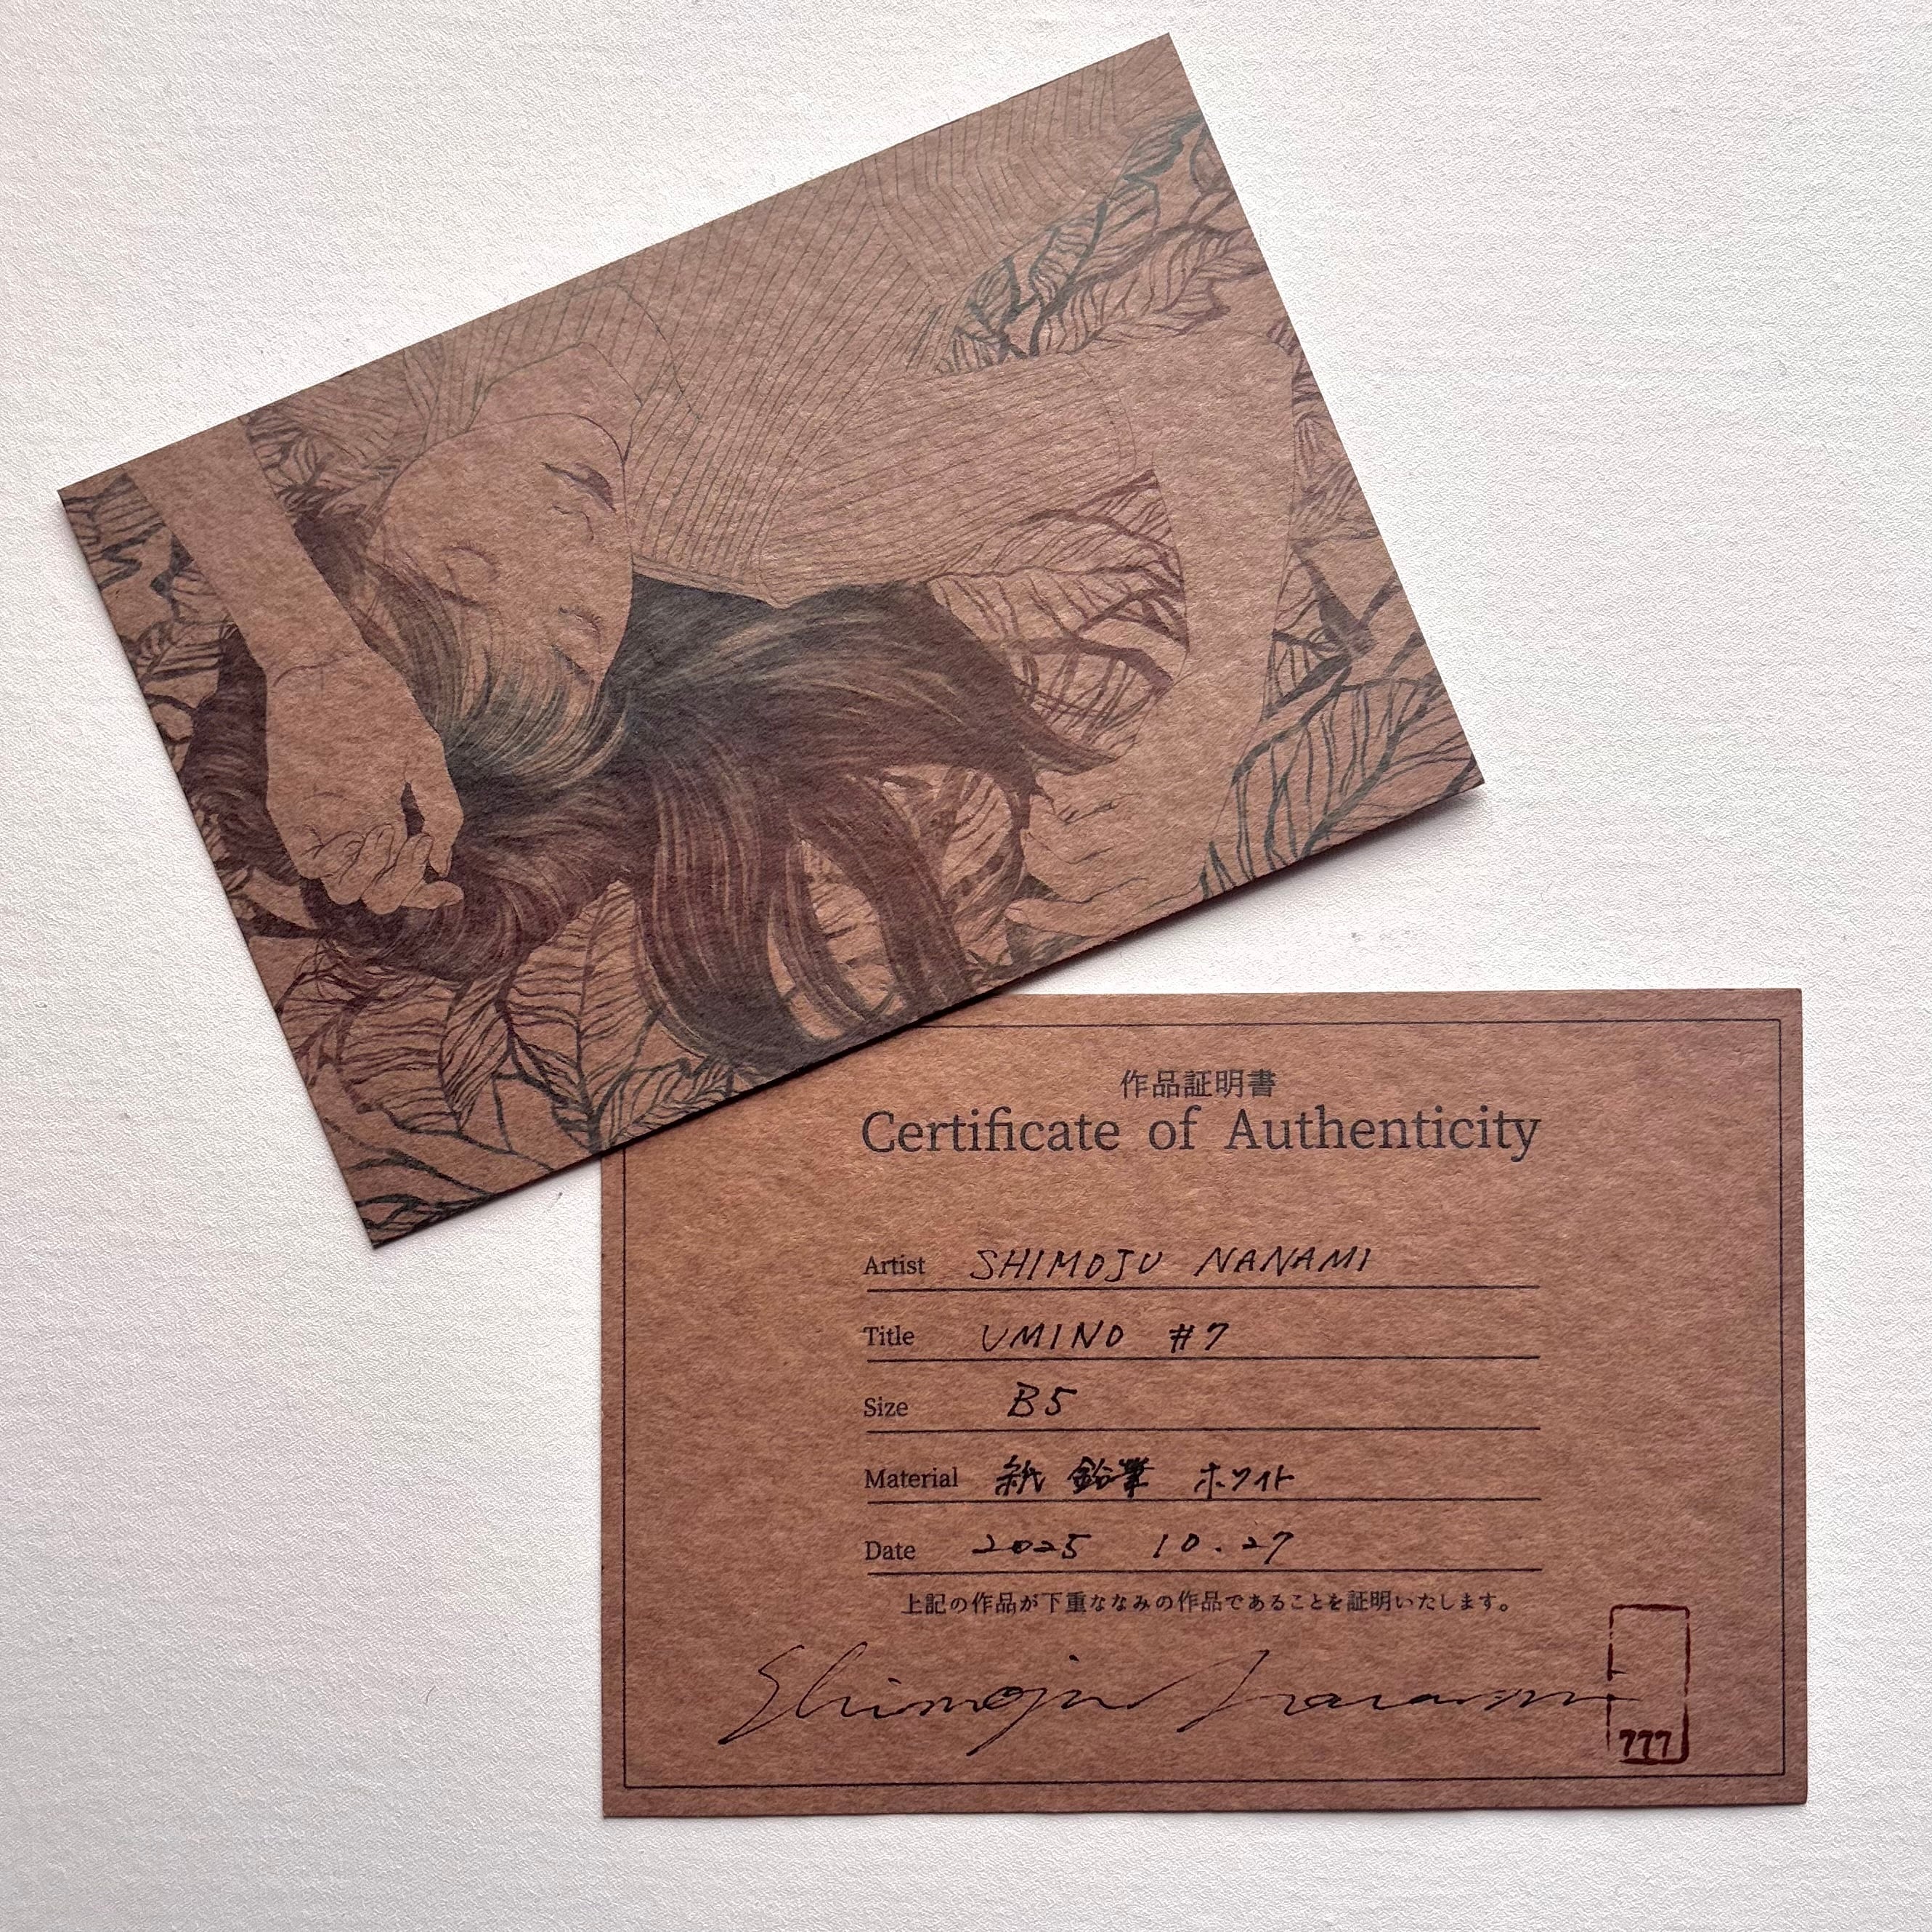 作品証明書
Certificate of Authenticity
Artist SHIMOJU NANAMI
Title UMINO #7
Size B5
Material 紙 鉛筆 ホワイト
Date 2025 10.27
上記の作品が下重ななみの作品であることを証明いたします。
Shimoju Nanami
777